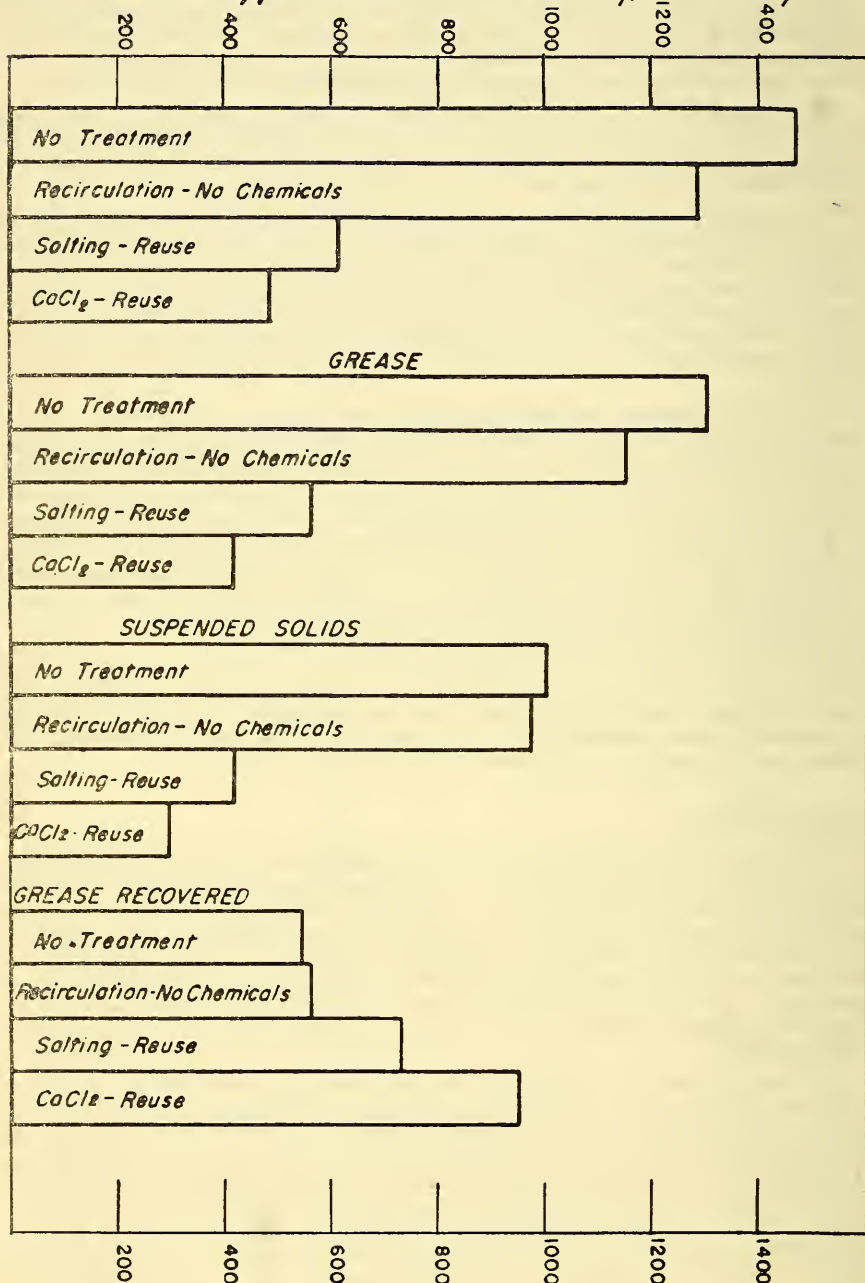 200 400 600 800 1000 1200 1400
No Treatment
Recirculation - No Chemicals
Salting - Reuse
CaCl2 - Reuse
GREASE
No Treatment
Recirculation - No Chemicals
Salting - Reuse
CaCl2 - Reuse
SUSPENDED SOLIDS
No Treatment
Recirculation - No Chemicals
Salting - Reuse
CaCl2 - Reuse
GREASE RECOVERED
No Treatment
Recirculation - No Chemicals
Salting - Reuse
CaCl2 - Reuse
200 400 600 800 1000 1200 1400